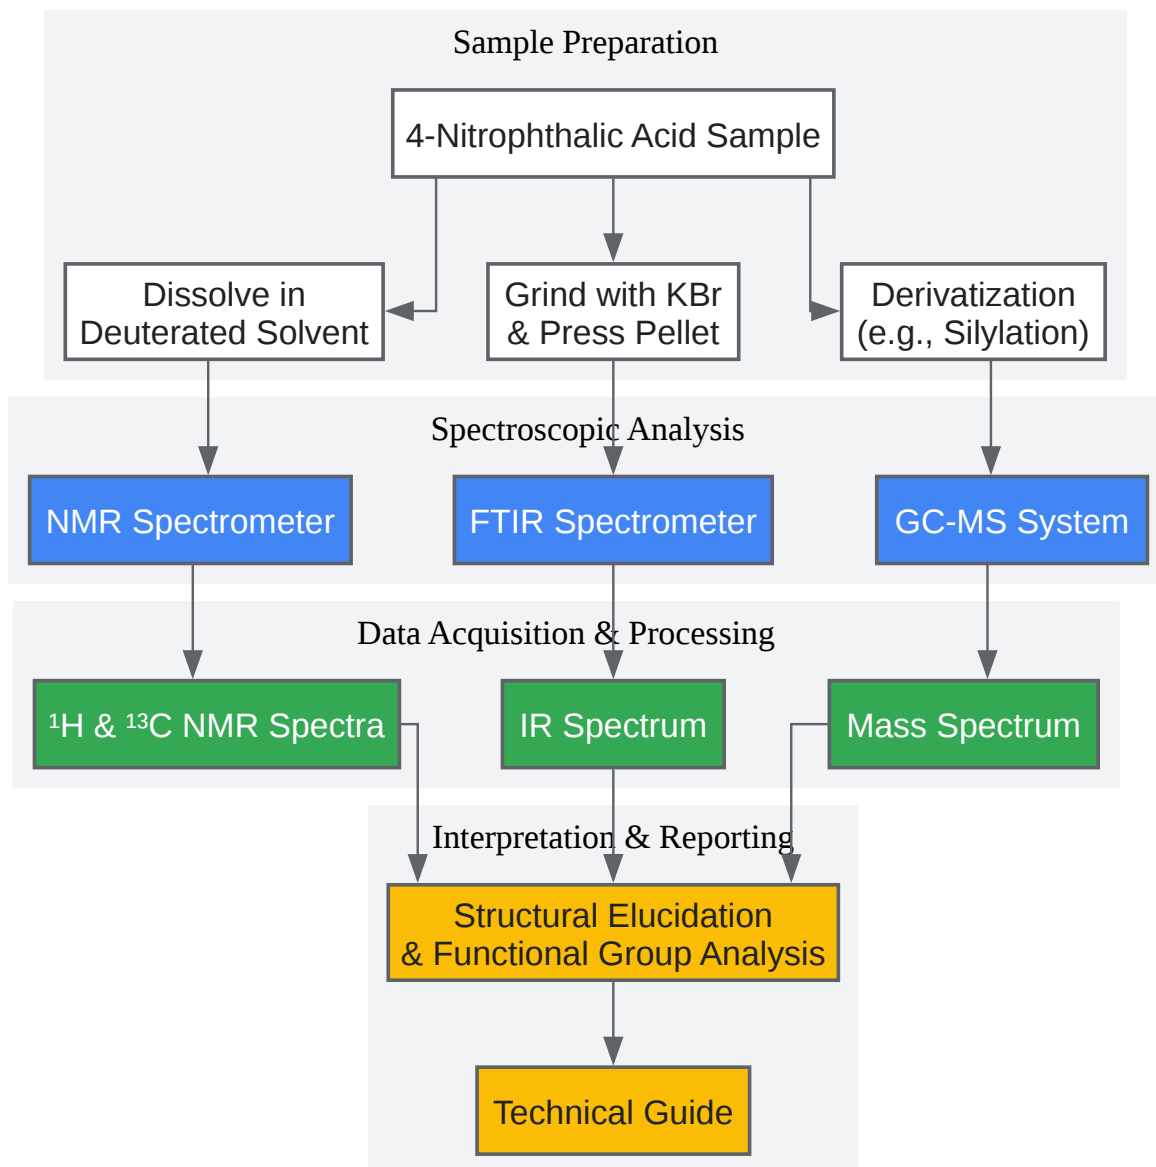 Sample Preparation
4-Nitrophthalic Acid Sample
Dissolve in
Deuterated Solvent
Grind with KBr
& Press Pellet
Derivatization
(e.g., Silylation)
Spectroscopic Analysis
NMR Spectrometer
FTIR Spectrometer
GC-MS System
Data Acquisition & Processing
¹H & ¹³C NMR Spectra
IR Spectrum
Mass Spectrum
Interpretation & Reporting
Structural Elucidation
& Functional Group Analysis
Technical Guide